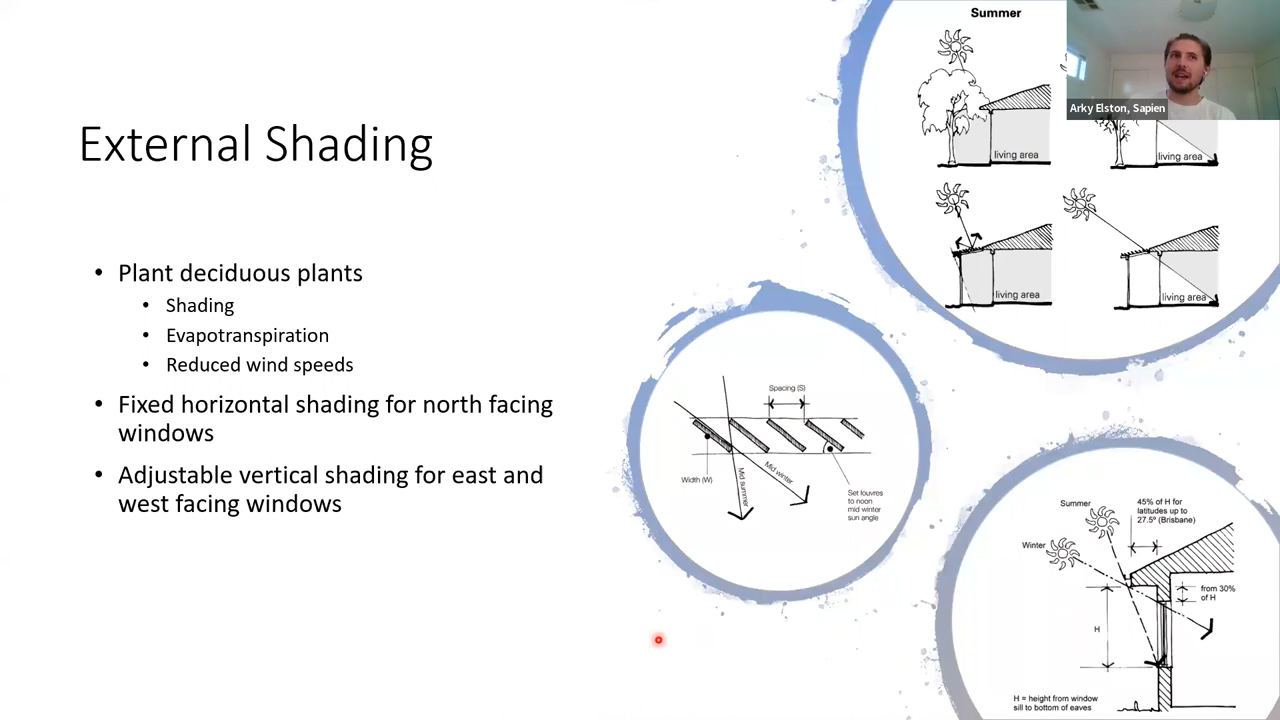 External Shading
• Plant deciduous plants
• Shading
• Evapotranspiration
• Reduced wind speeds
• Fixed horizontal shading for north facing
windows
• Adjustable vertical shading for east and
west facing windows
Summer
living area
living area
living area
living area
Arky Elston, Sapien
Spacing (S)
Width (W)
Mid summer
Mid winter
Set louvres
to noon
mid winter
sun angle
Summer
Winter
45% of H for
latitudes up to
27.5º (Brisbane)
from 30%
of H
H
H = height from window
sill to bottom of eaves